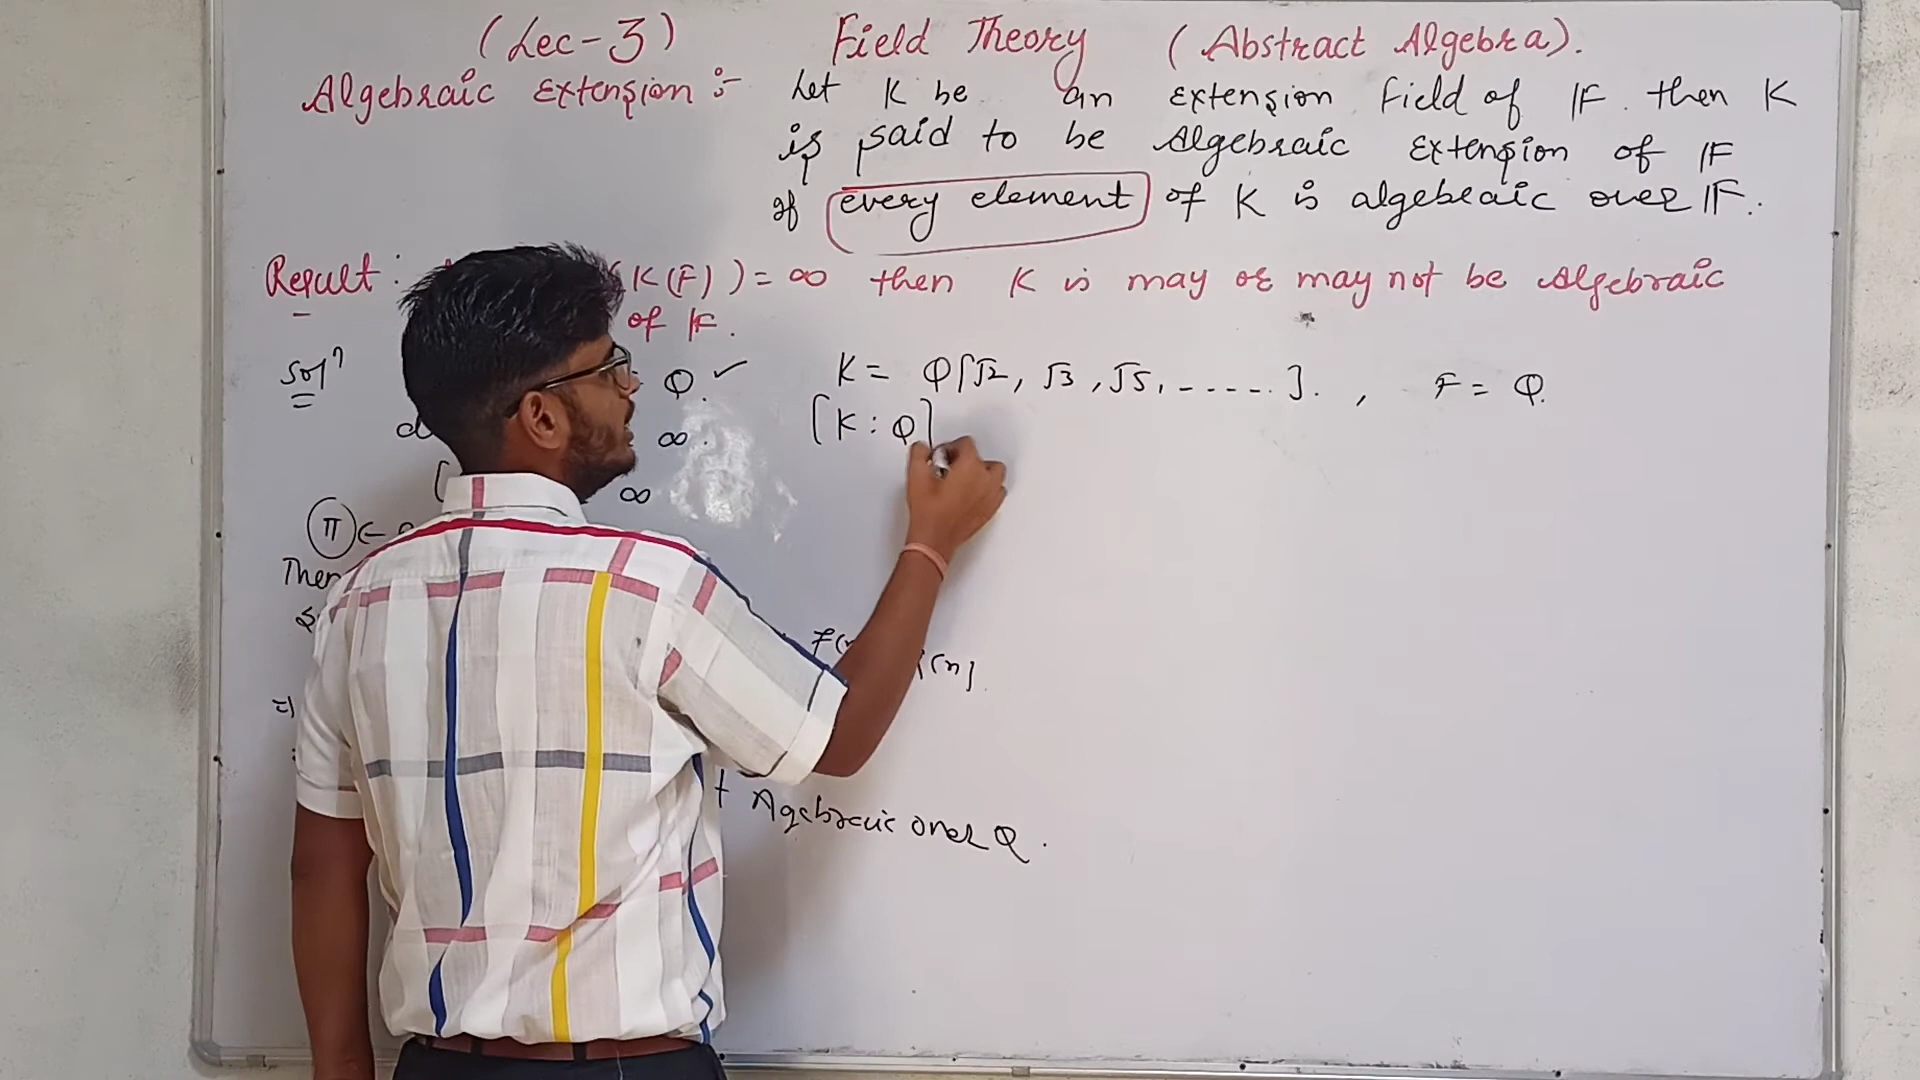 (Lec-3) Field Theory (Abstract Algebra).
Algebraic Extension :- Let K be an extension field of F. then K
is said to be Algebraic Extension of F
if every element of K is algebraic over F.
Result: (K(F)) = ∞ then K is may or may not be Algebraic
of F.
Solⁿ Q. ✓ K = Q[√2, √3, √5, ------]. , F = Q.
∞. [K : Q]
∞
π ∈
Then
=)
Agebraic over Q.